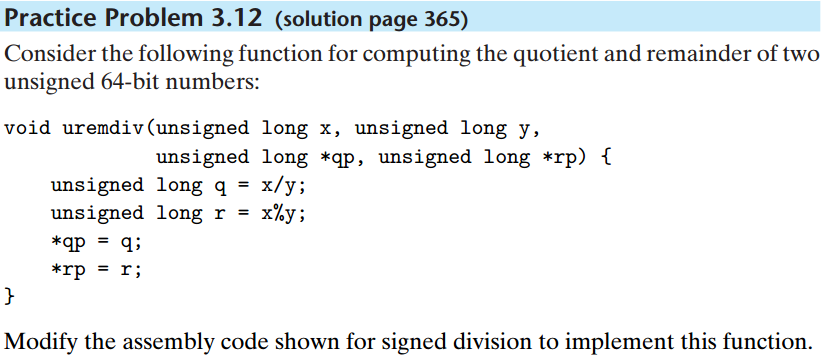 Practice Problem 3.12 (solution page 365)
Consider the following function for computing the quotient and remainder of two
unsigned 64-bit numbers:
void uremdiv(unsigned long x, unsigned long y,
unsigned long *qp, unsigned long *rp) {
unsigned long q = x/y;
unsigned long r = x%y;
*qp = q;
*rp = r;
}
Modify the assembly code shown for signed division to implement this function.